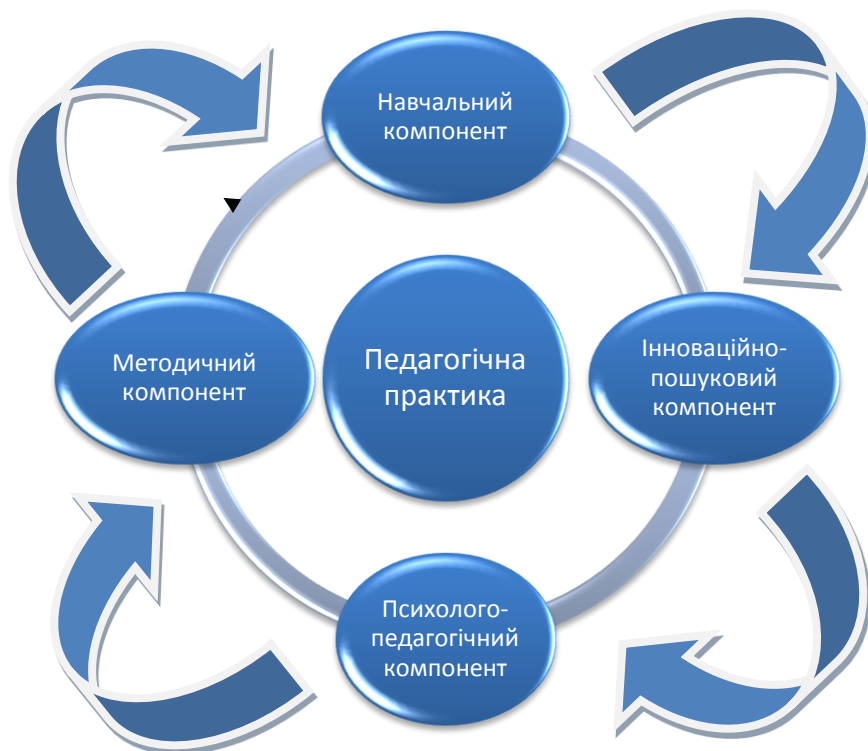 Навчальний
компонент
Методичний
компонент
Педагогічна
практика
Інноваційно-
пошуковий
компонент
Психолого-
педагогічний
компонент